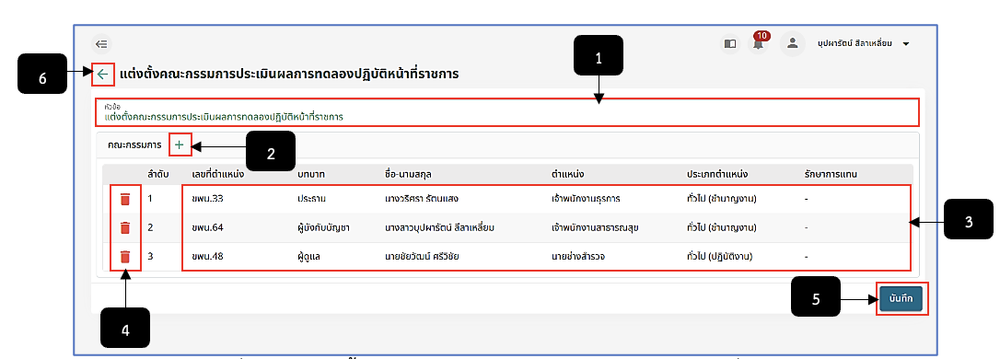 10
บุปผารัตน์ สีลาเหลี่ยม
1
6
แต่งตั้งคณะกรรมการประเมินผลการทดลองปฏิบัติหน้าที่ราชการ
หัวข้อ
แต่งตั้งคณะกรรมการประเมินผลการทดลองปฏิบัติหน้าที่ราชการ
คณะกรรมการ +
2
ลำดับ เลขที่ตำแหน่ง บทบาท ชื่อ-นามสกุล ตำแหน่ง ประเภทตำแหน่ง รักษาการแทน
1 ขพน.33 ประธาน นางวริศรา รัตนแสง เจ้าพนักงานธุรการ ทั่วไป (ชำนาญงาน) -
2 ขพน.64 ผู้บังคับบัญชา นางสาวบุปผารัตน์ สีลาเหลี่ยม เจ้าพนักงานสาธารณสุข ทั่วไป (ชำนาญงาน) -
3
3 ขพน.48 ผู้ดูแล นายชัยวัฒน์ ศรีวิชัย นายช่างสำรวจ ทั่วไป (ปฏิบัติงาน) -
5
บันทึก
4